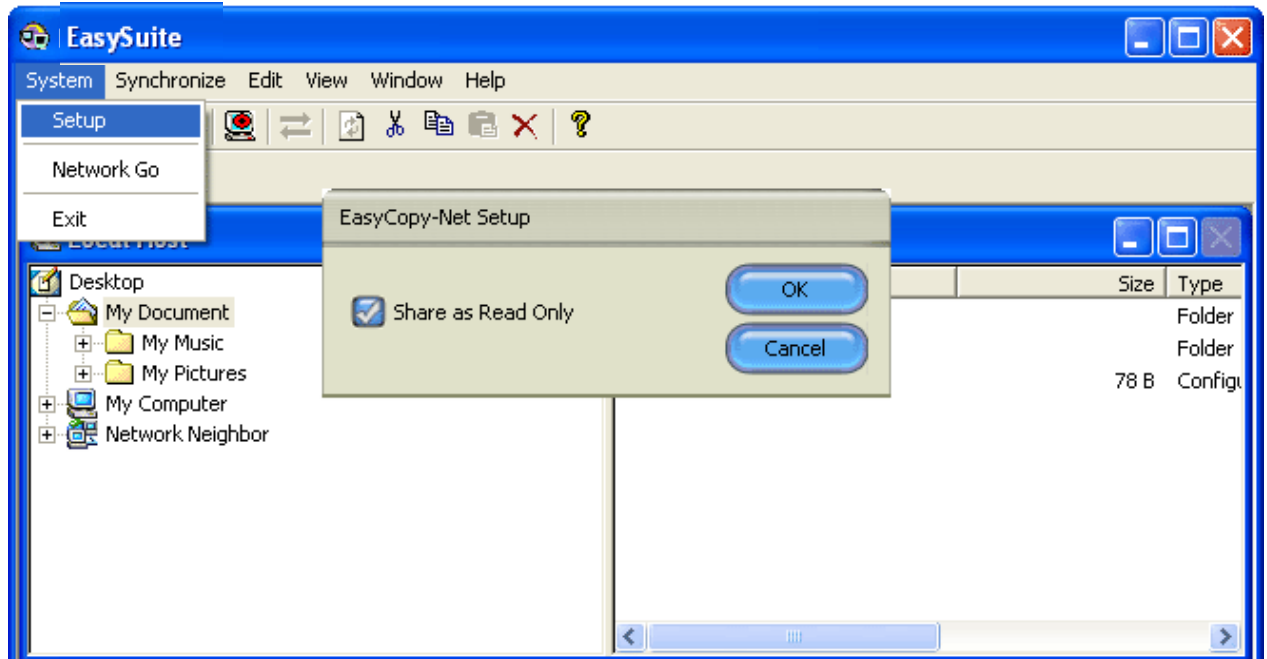 EasySuite
System Synchronize Edit View Window Help
Setup
Network Go
Exit
EasyCopy-Net Setup
Share as Read Only
OK
Cancel
Desktop
My Document
My Music
My Pictures
My Computer
Network Neighbor
Size Type
Folder
Folder
78 B